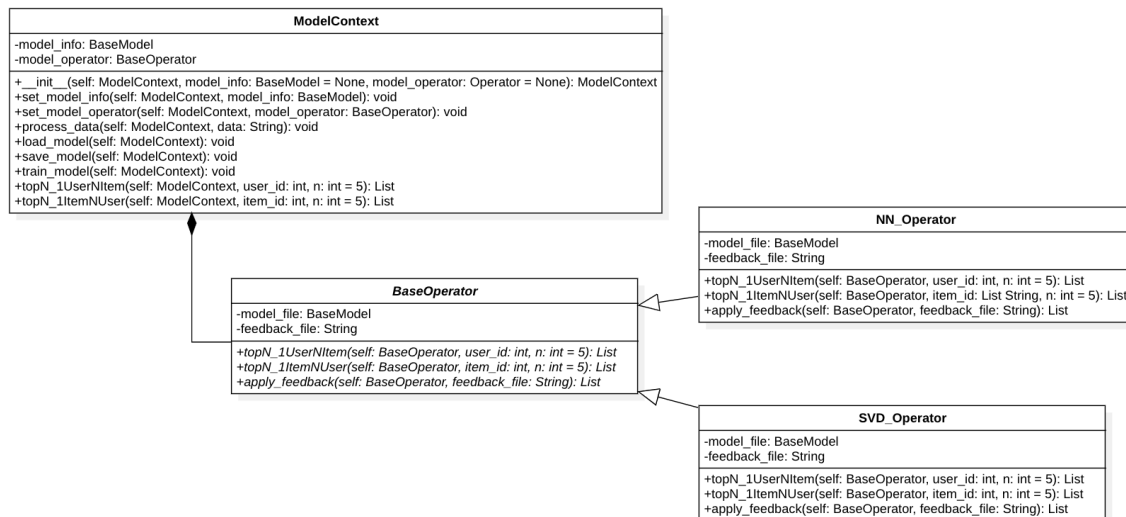 ModelContext
-model_info: BaseModel
-model_operator: BaseOperator
+__init__(self: ModelContext, model_info: BaseModel = None, model_operator: Operator = None): ModelContext
+set_model_info(self: ModelContext, model_info: BaseModel): void
+set_model_operator(self: ModelContext, model_operator: BaseOperator): void
+process_data(self: ModelContext, data: String): void
+load_model(self: ModelContext): void
+save_model(self: ModelContext): void
+train_model(self: ModelContext): void
+topN_1UserNItem(self: ModelContext, user_id: int, n: int = 5): List
+topN_1ItemNUser(self: ModelContext, item_id: int, n: int = 5): List
NN_Operator
-model_file: BaseModel
-feedback_file: String
+topN_1UserNItem(self: BaseOperator, user_id: int, n: int = 5): List
+topN_1ItemNUser(self: BaseOperator, item_id: List String, n: int = 5): List
+apply_feedback(self: BaseOperator, feedback_file: String): List
BaseOperator
-model_file: BaseModel
-feedback_file: String
+topN_1UserNItem(self: BaseOperator, user_id: int, n: int = 5): List
+topN_1ItemNUser(self: BaseOperator, item_id: int, n: int = 5): List
+apply_feedback(self: BaseOperator, feedback_file: String): List
SVD_Operator
-model_file: BaseModel
-feedback_file: String
+topN_1UserNItem(self: BaseOperator, user_id: int, n: int = 5): List
+topN_1ItemNUser(self: BaseOperator, item_id: int, n: int = 5): List
+apply_feedback(self: BaseOperator, feedback_file: String): List